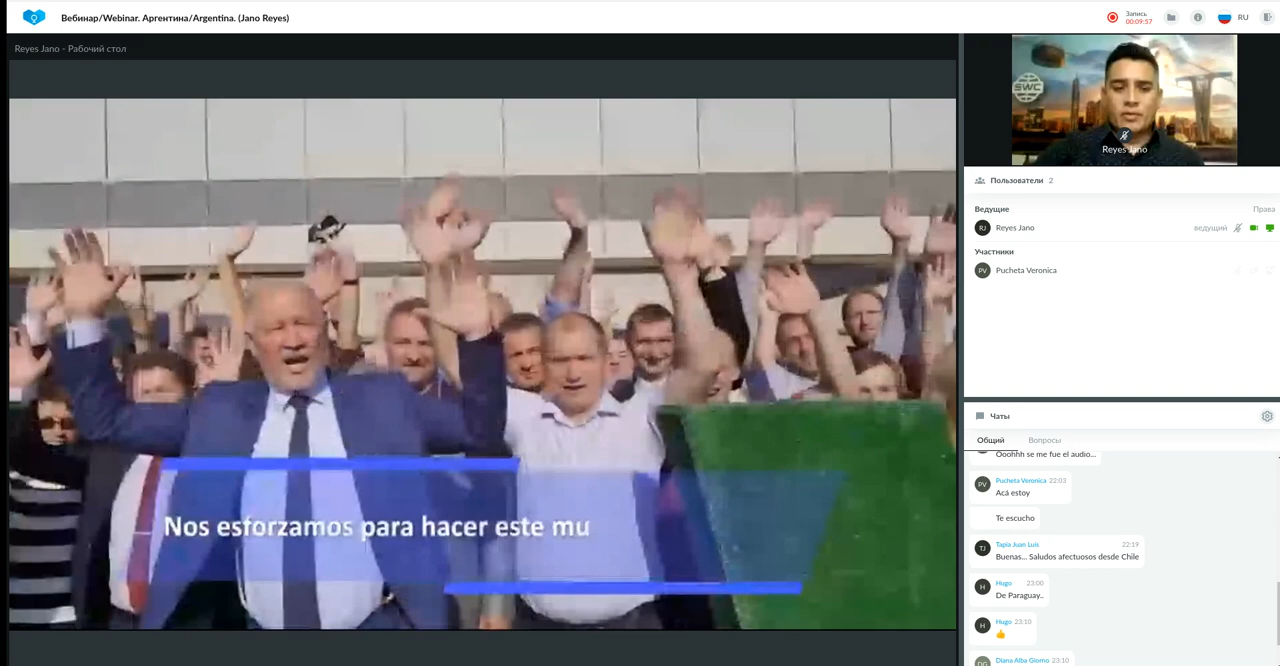 Вебинар/Webinar. Аргентина/Argentina. (Jano Reyes)
Запись
00:09:57
RU
Reyes Jano - Рабочий стол
SWC
Reyes Jano
Пользователи 2
Ведущие Права
RJ Reyes Jano ведущий
Участники
PV Pucheta Veronica
Чаты
Общий Вопросы
Ooohhh se me fue el audio...
PV Pucheta Veronica 22:03
Acá estoy
Te escucho
TJ Tapia Juan Luis 22:19
Buenas... Saludos afectuosos desde Chile
H Hugo 23:00
De Paraguay..
H Hugo 23:10
👍
DG Diana Alba Giorno 23:10
Nos esforzamos para hacer este mu